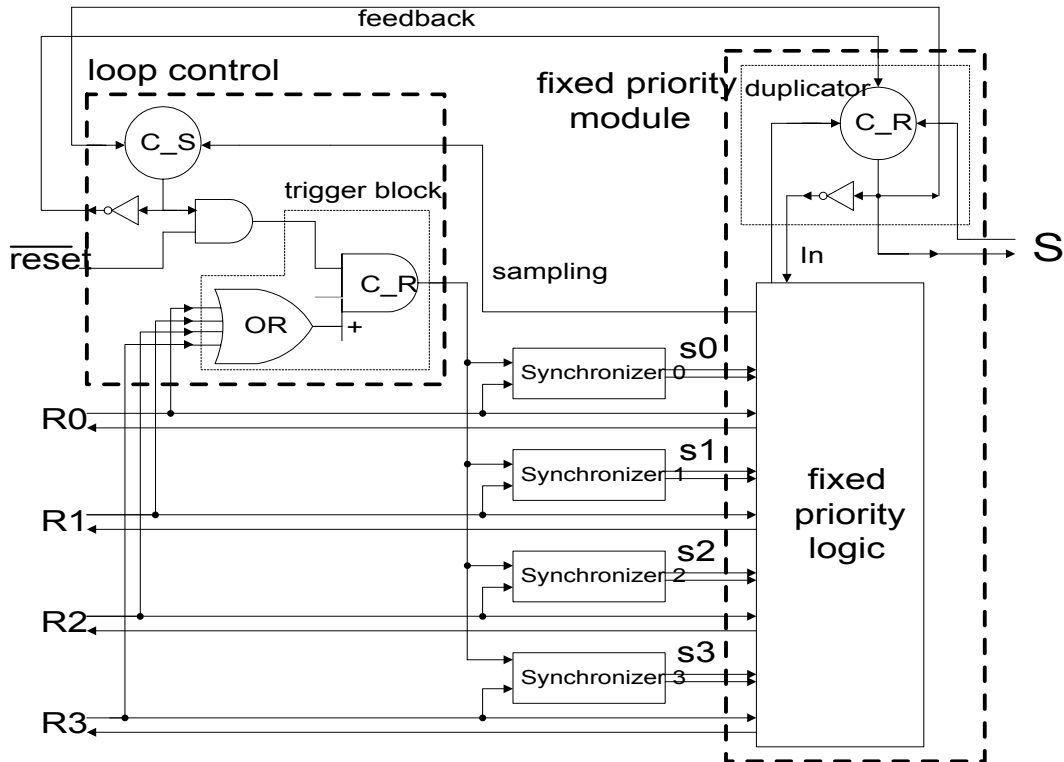 feedback
loop control
fixed priority
module
duplicator
C_S
C_R
trigger block
reset
In
S
sampling
C_R
OR
+
s0
Synchronizer 0
R0
s1
Synchronizer 1
fixed
priority
logic
R1
s2
Synchronizer 2
R2
s3
Synchronizer 3
R3